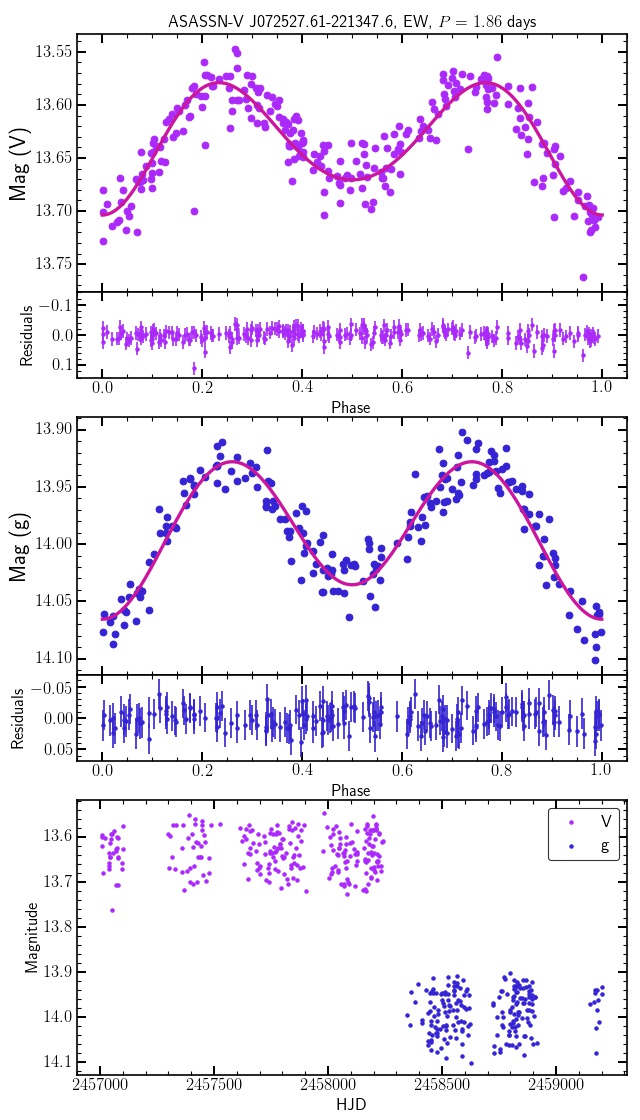 ASASSN-V J072527.61-221347.6, EW, P = 1.86 days
13.55
13.60
13.65
13.70
13.75
Mag (V)
−0.1
0.0
0.1
Residuals
0.0 0.2 0.4 0.6 0.8 1.0
Phase
13.90
13.95
14.00
14.05
14.10
Mag (g)
−0.05
0.00
0.05
Residuals
0.0 0.2 0.4 0.6 0.8 1.0
Phase
V
g
13.6
13.7
13.8
13.9
14.0
14.1
Magnitude
2457000 2457500 2458000 2458500 2459000
HJD